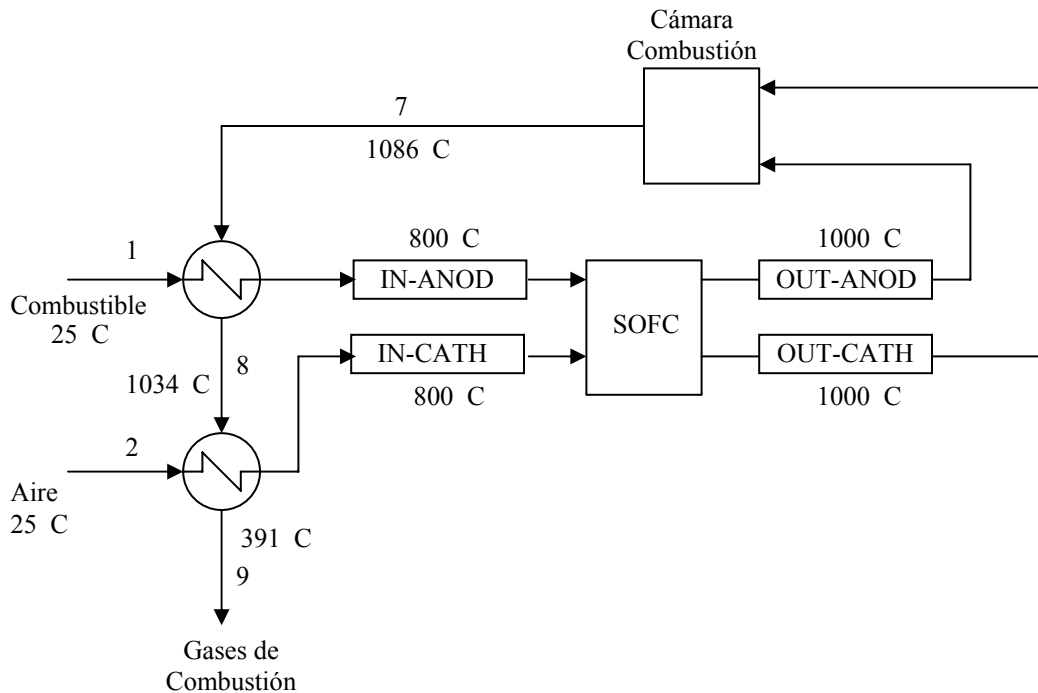 Cámara
Combustión
7
1086 C
1
Combustible
25 C
800 C
IN-ANOD
1000 C
OUT-ANOD
SOFC
IN-CATH
800 C
OUT-CATH
1000 C
8
1034 C
2
Aire
25 C
391 C
9
Gases de
Combustión